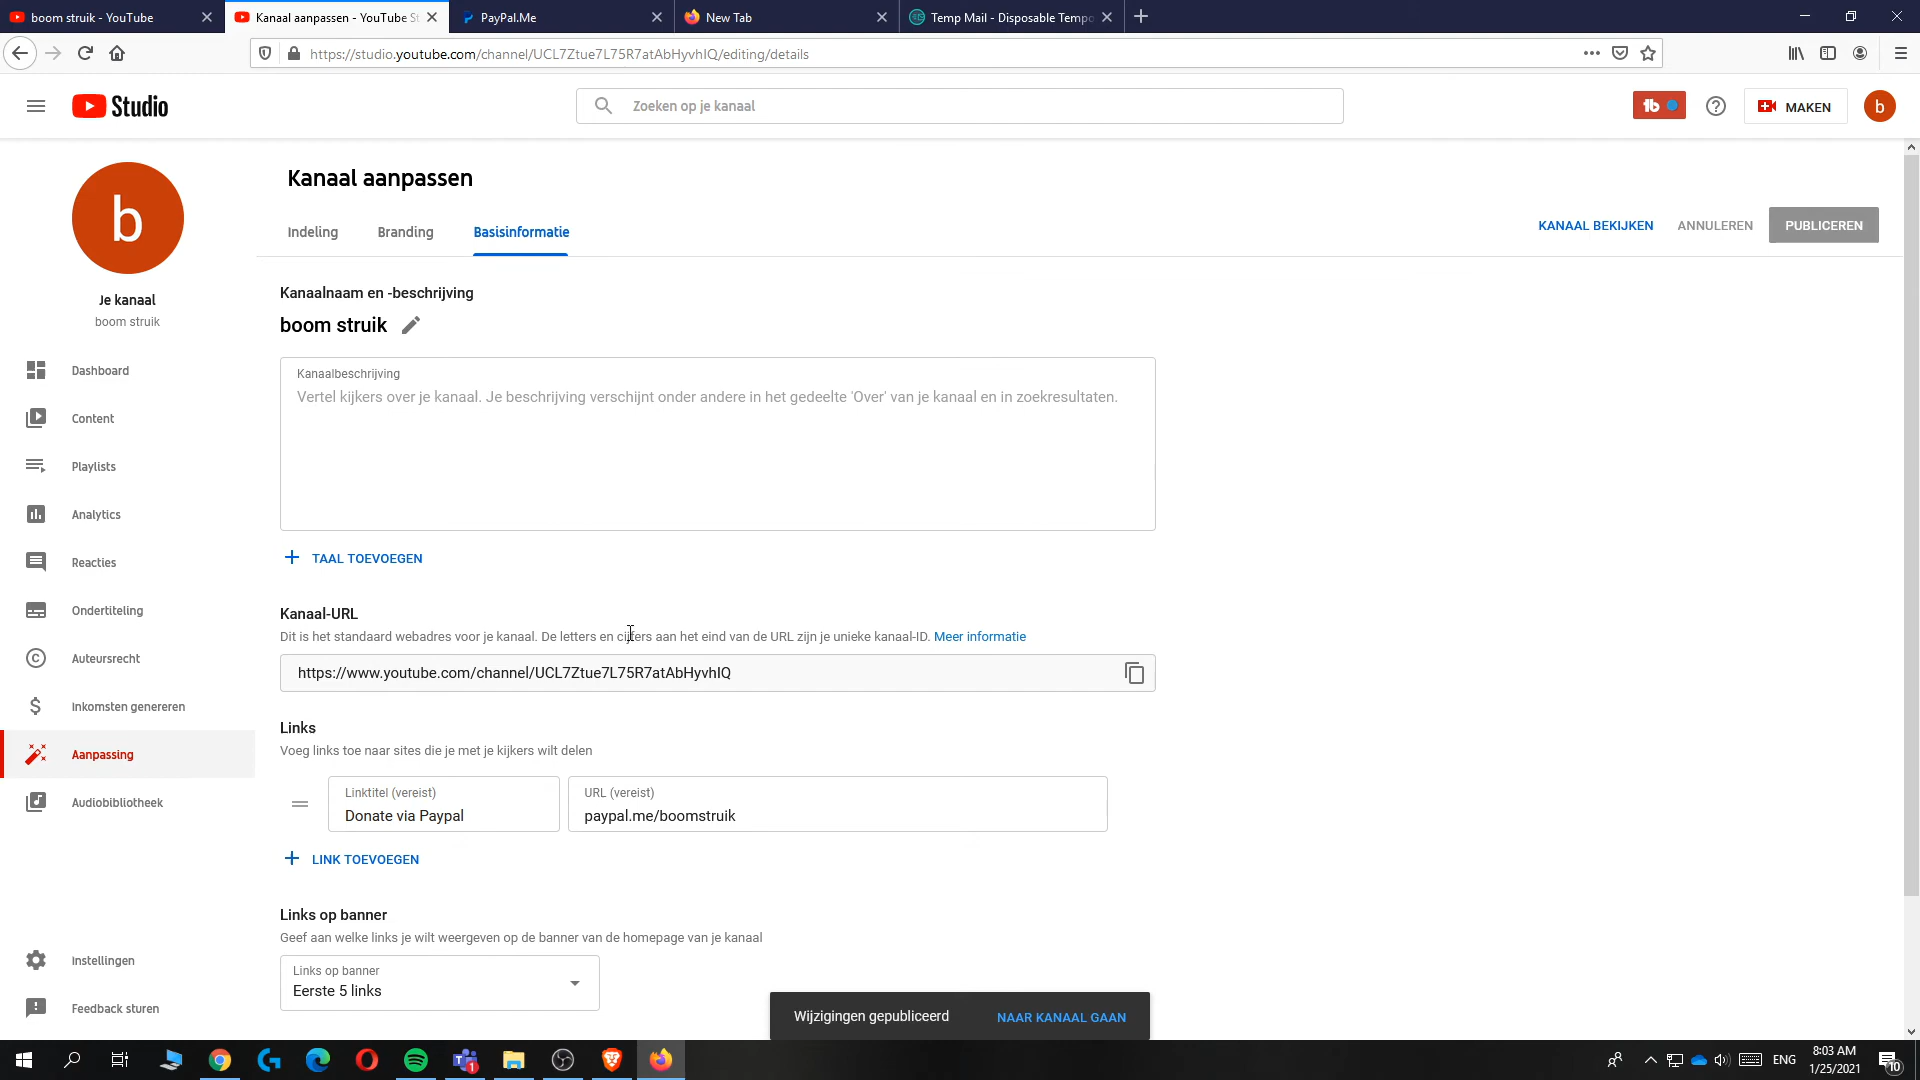 boom struik - YouTube
Kanaal aanpassen - YouTube St
PayPal.Me
New Tab
Temp Mail - Disposable Tempo
https://studio.youtube.com/channel/UCL7Ztue7L75R7atAbHyvhIQ/editing/details
Studio
Zoeken op je kanaal
MAKEN
b
b
Je kanaal
boom struik
Dashboard
Content
Playlists
Analytics
Reacties
Ondertiteling
Auteursrecht
Inkomsten genereren
Aanpassing
Audiobibliotheek
Instellingen
Feedback sturen
Kanaal aanpassen
Indeling
Branding
Basisinformatie
KANAAL BEKIJKEN
ANNULEREN
PUBLICEREN
Kanaalnaam en -beschrijving
boom struik
Kanaalbeschrijving
Vertel kijkers over je kanaal. Je beschrijving verschijnt onder andere in het gedeelte 'Over' van je kanaal en in zoekresultaten.
TAAL TOEVOEGEN
Kanaal-URL
Dit is het standaard webadres voor je kanaal. De letters en cijfers aan het eind van de URL zijn je unieke kanaal-ID. Meer informatie
https://www.youtube.com/channel/UCL7Ztue7L75R7atAbHyvhIQ
Links
Voeg links toe naar sites die je met je kijkers wilt delen
Linktitel (vereist)
Donate via Paypal
URL (vereist)
paypal.me/boomstruik
LINK TOEVOEGEN
Links op banner
Geef aan welke links je wilt weergeven op de banner van de homepage van je kanaal
Links op banner
Eerste 5 links
Wijzigingen gepubliceerd
NAAR KANAAL GAAN
ENG
8:03 AM
1/25/2021
10